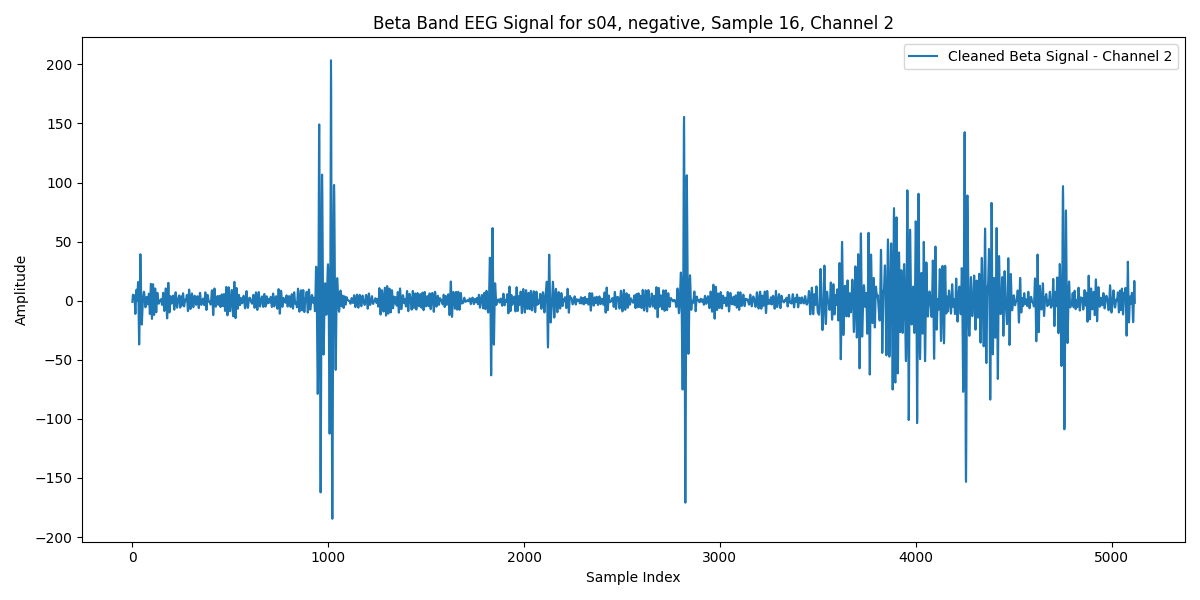 Beta Band EEG Signal for s04, negative, Sample 16, Channel 2
Cleaned Beta Signal - Channel 2
Amplitude
200
150
100
50
0
−50
−100
−150
−200
0 1000 2000 3000 4000 5000
Sample Index